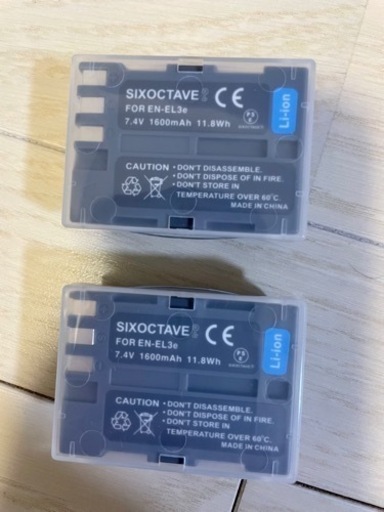 SIXOCTAVE CE
FOR EN-EL3e
7.4V 1600mAh 11.8Wh
Li-ion
CAUTION • DON'T DISASSEMBLE.
• DON'T DISPOSE OF IN FIRE.
• DON'T STORE IN
TEMPERATURE OVER 60℃
MADE IN CHINA
SIXOCTAVE CE
FOR EN-EL3e
7.4V 1600mAh 11.8Wh
Li-ion
CAUTION • DON'T DISASSEMBLE.
• DON'T DISPOSE OF IN FIRE.
• DON'T STORE IN
TEMPERATURE OVER 60℃
MADE IN CHINA